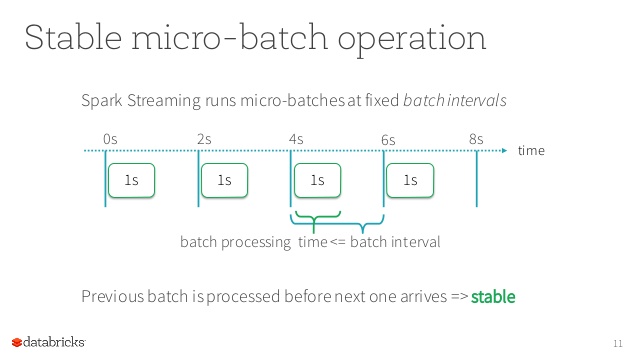 Stable micro-batch operation
Spark Streaming runs micro-batches at fixed batch intervals
0s 2s 4s 6s 8s
time
1s 1s 1s 1s
batch processing time <= batch interval
Previous batch is processed before next one arrives => stable
databricks 11